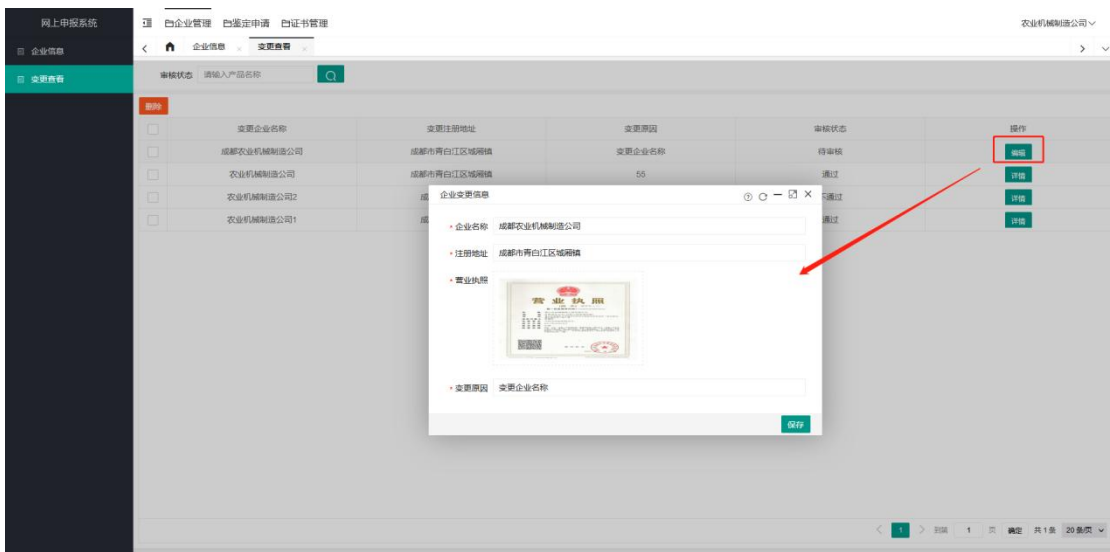 网上申报系统
企业管理 鉴定申请 证书管理
农业机械制造公司
企业信息
企业信息 变更查看
变更查看
审核状态 请输入产品名称
删除
变更企业名称 变更注册地址 变更原因 审核状态 操作
成都农业机械制造公司 成都市青白江区城厢镇 变更企业名称 待审核 编辑
农业机械制造公司 成都市青白江区城厢镇 55 通过 详情
农业机械制造公司2 成 不通过 详情
农业机械制造公司1 成 通过 详情
企业变更信息
* 企业名称 成都农业机械制造公司
* 注册地址 成都市青白江区城厢镇
* 营业执照
营业执照
* 变更原因 变更企业名称
保存
1 到第 1 页 确定 共1条 20条/页